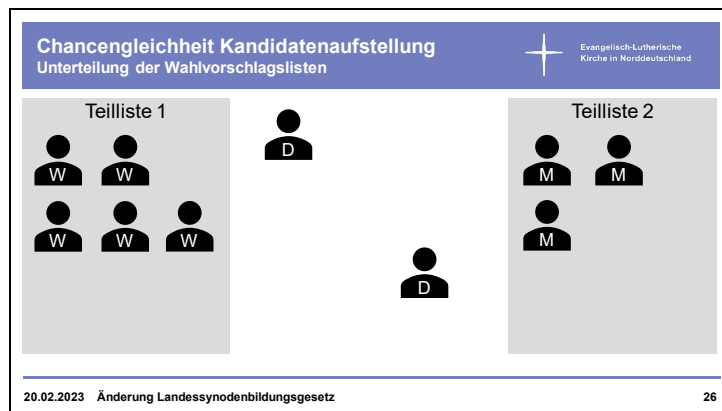 Chancengleichheit Kandidatenaufstellung
Unterteilung der Wahlvorschlagslisten
Evangelisch-Lutherische
Kirche in Norddeutschland
Teilliste 1
W W
W W W
D
D
Teilliste 2
M M
M
20.02.2023 Änderung Landessynodenbildungsgesetz 26